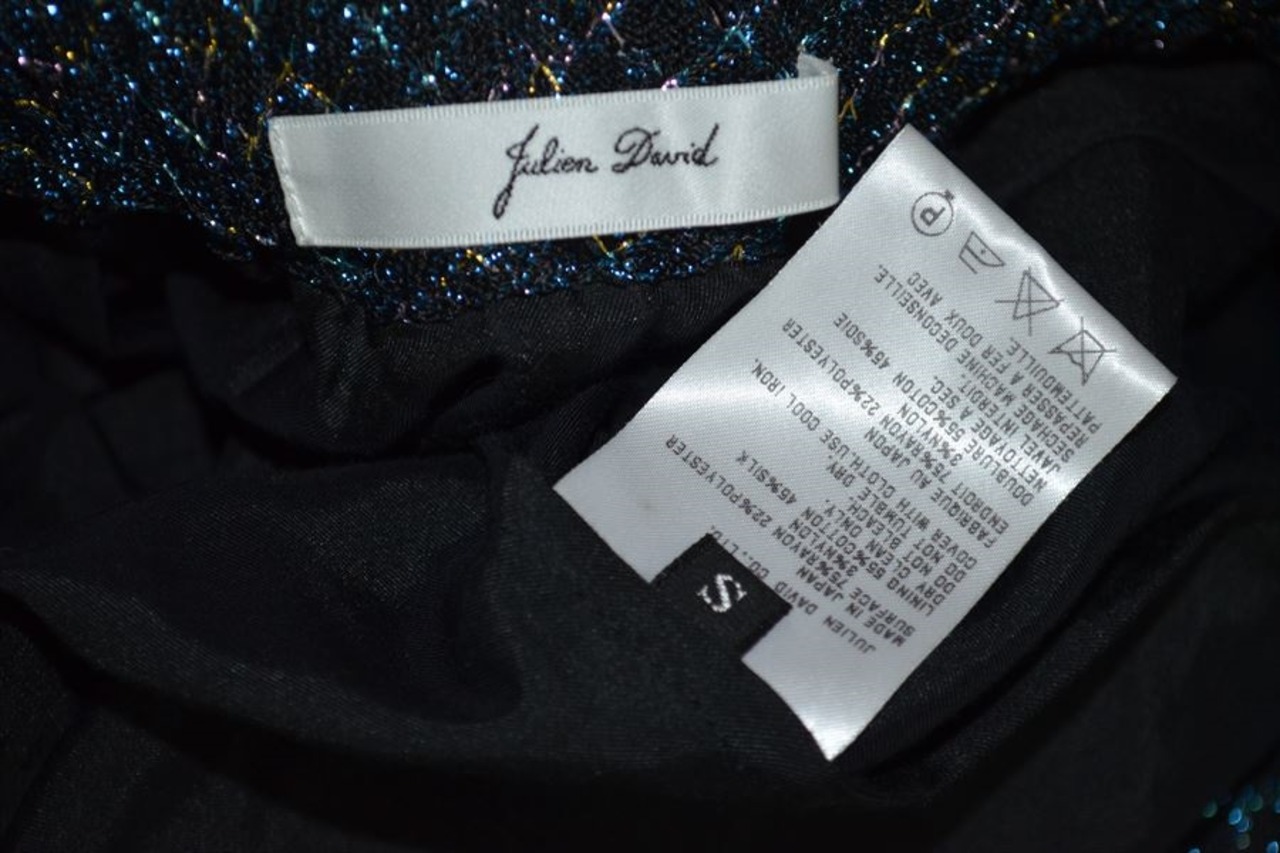 Julien David
S
JULIEN DAVID CO.,LTD.
MADE IN JAPAN
SURFACE 75%RAYON 22%POLYESTER
3%NYLON
LINING 55%COTTON 45%SILK
DRY CLEAN ONLY.
DO NOT BLEACH.
DO NOT TUMBLE DRY.
COVER WITH CLOTH,USE COOL IRON.
FABRIQUE AU JAPON
ENDROIT 75%RAYON 22%POLYESTER
3%NYLON
DOUBLURE 55%COTON 45%SOIE
NETTOYAGE A SEC.
JAVEL INTERDIT.
SECHAGE MACHINE DECONSEILLE.
REPASSER A FER DOUX AVEC
PATTEMOUILLE.
P